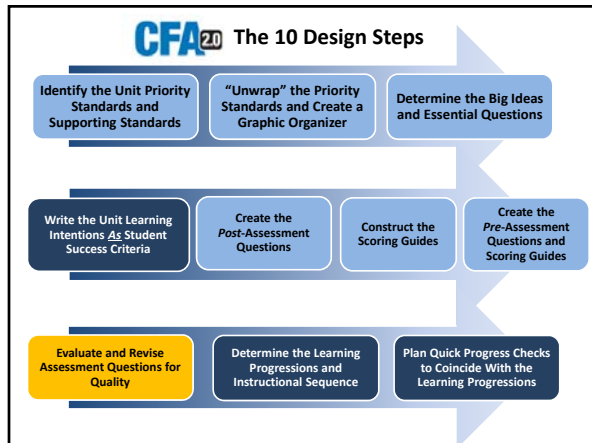 CFA 2.0 The 10 Design Steps
Identify the Unit Priority
Standards and
Supporting Standards
“Unwrap” the Priority
Standards and Create a
Graphic Organizer
Determine the Big Ideas
and Essential Questions
Write the Unit Learning
Intentions As Student
Success Criteria
Create the
Post-Assessment
Questions
Construct the
Scoring Guides
Create the
Pre-Assessment
Questions and
Scoring Guides
Evaluate and Revise
Assessment Questions for
Quality
Determine the Learning
Progressions and
Instructional Sequence
Plan Quick Progress Checks
to Coincide With the
Learning Progressions